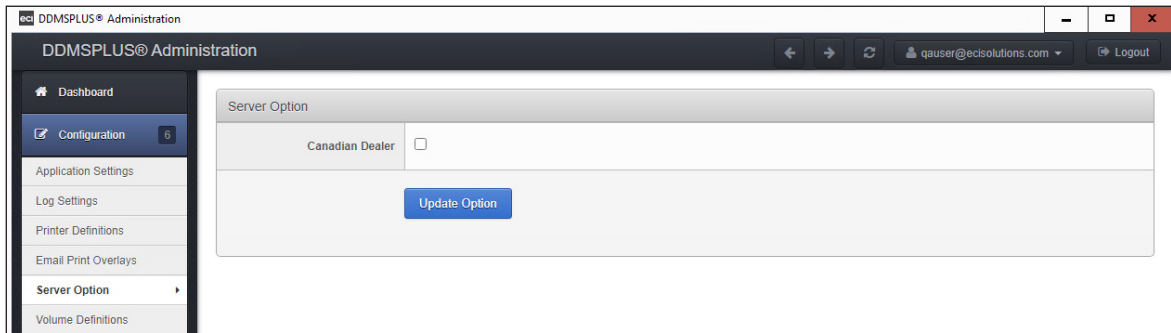 eci DDMSPLUS® Administration
DDMSPLUS® Administration
qauser@ecisolutions.com
Logout
Dashboard
Configuration 6
Application Settings
Log Settings
Printer Definitions
Email Print Overlays
Server Option
Volume Definitions
Server Option
Canadian Dealer
Update Option